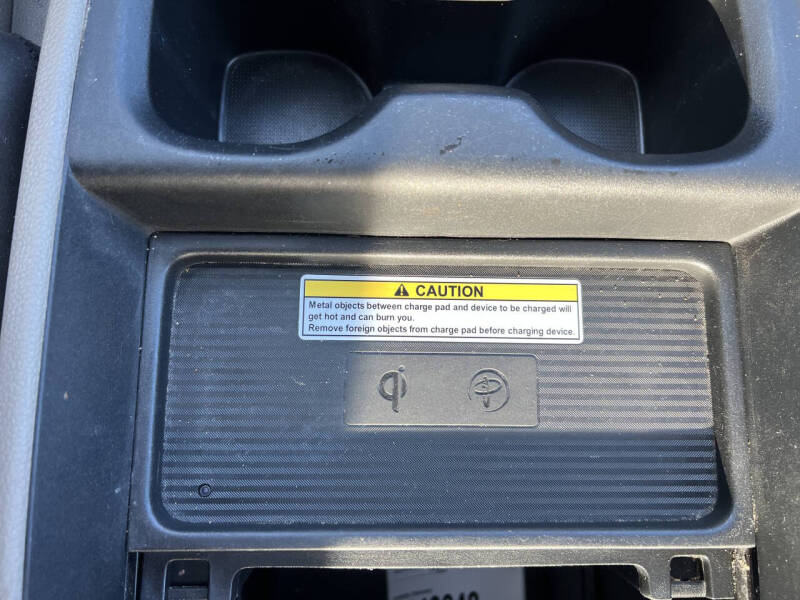 CAUTION
Metal objects between charge pad and device to be charged will
get hot and can burn you.
Remove foreign objects from charge pad before charging device.
qi